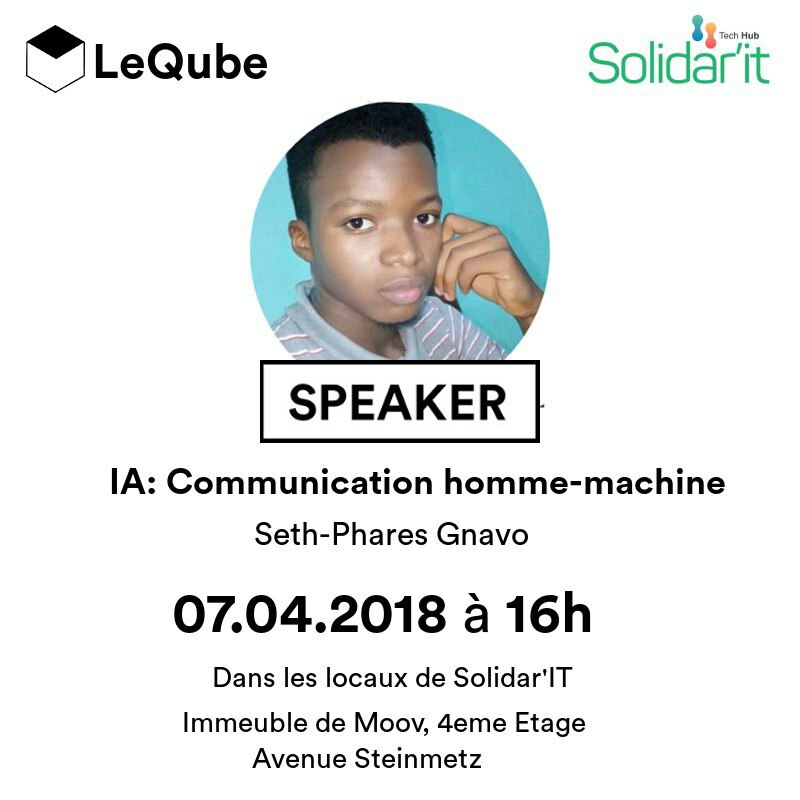 LeQube
Tech Hub
Solidar'it
SPEAKER
IA: Communication homme-machine
Seth-Phares Gnavo
07.04.2018 à 16h
Dans les locaux de Solidar'IT
Immeuble de Moov, 4eme Etage
Avenue Steinmetz